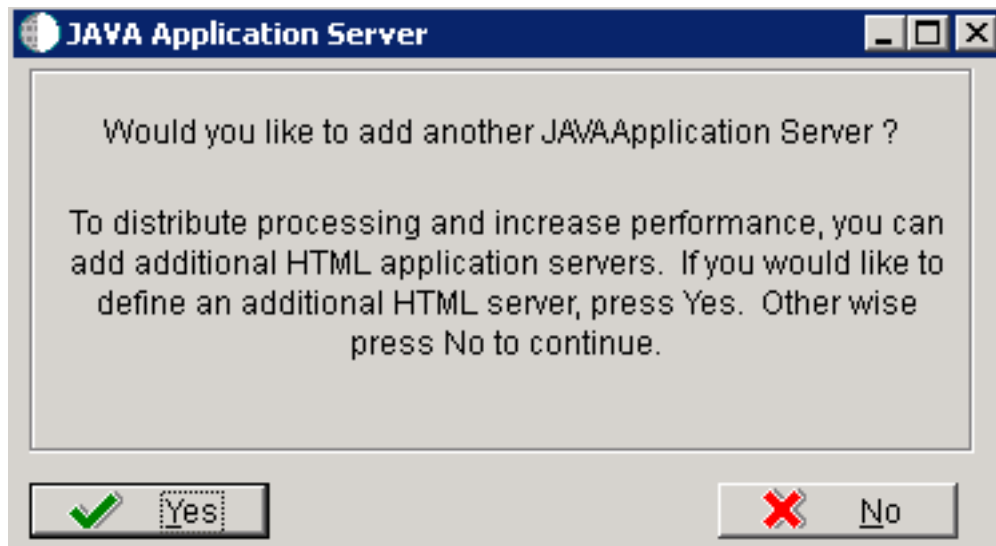 JAVA Application Server
Would you like to add another JAVA Application Server ?
To distribute processing and increase performance, you can
add additional HTML application servers.  If you would like to
define an additional HTML server, press Yes.  Other wise
press No to continue.
Yes
No